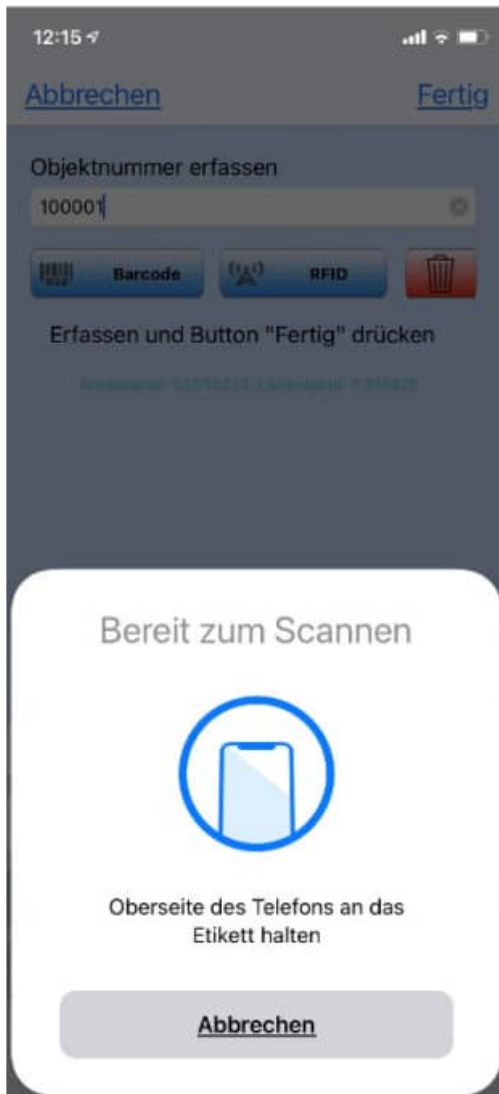 12:15
Abbrechen Fertig
Objektnummer erfassen
100001
Barcode RFID
Erfassen und Button "Fertig" drücken
Bereit zum Scannen
Oberseite des Telefons an das
Etikett halten
Abbrechen